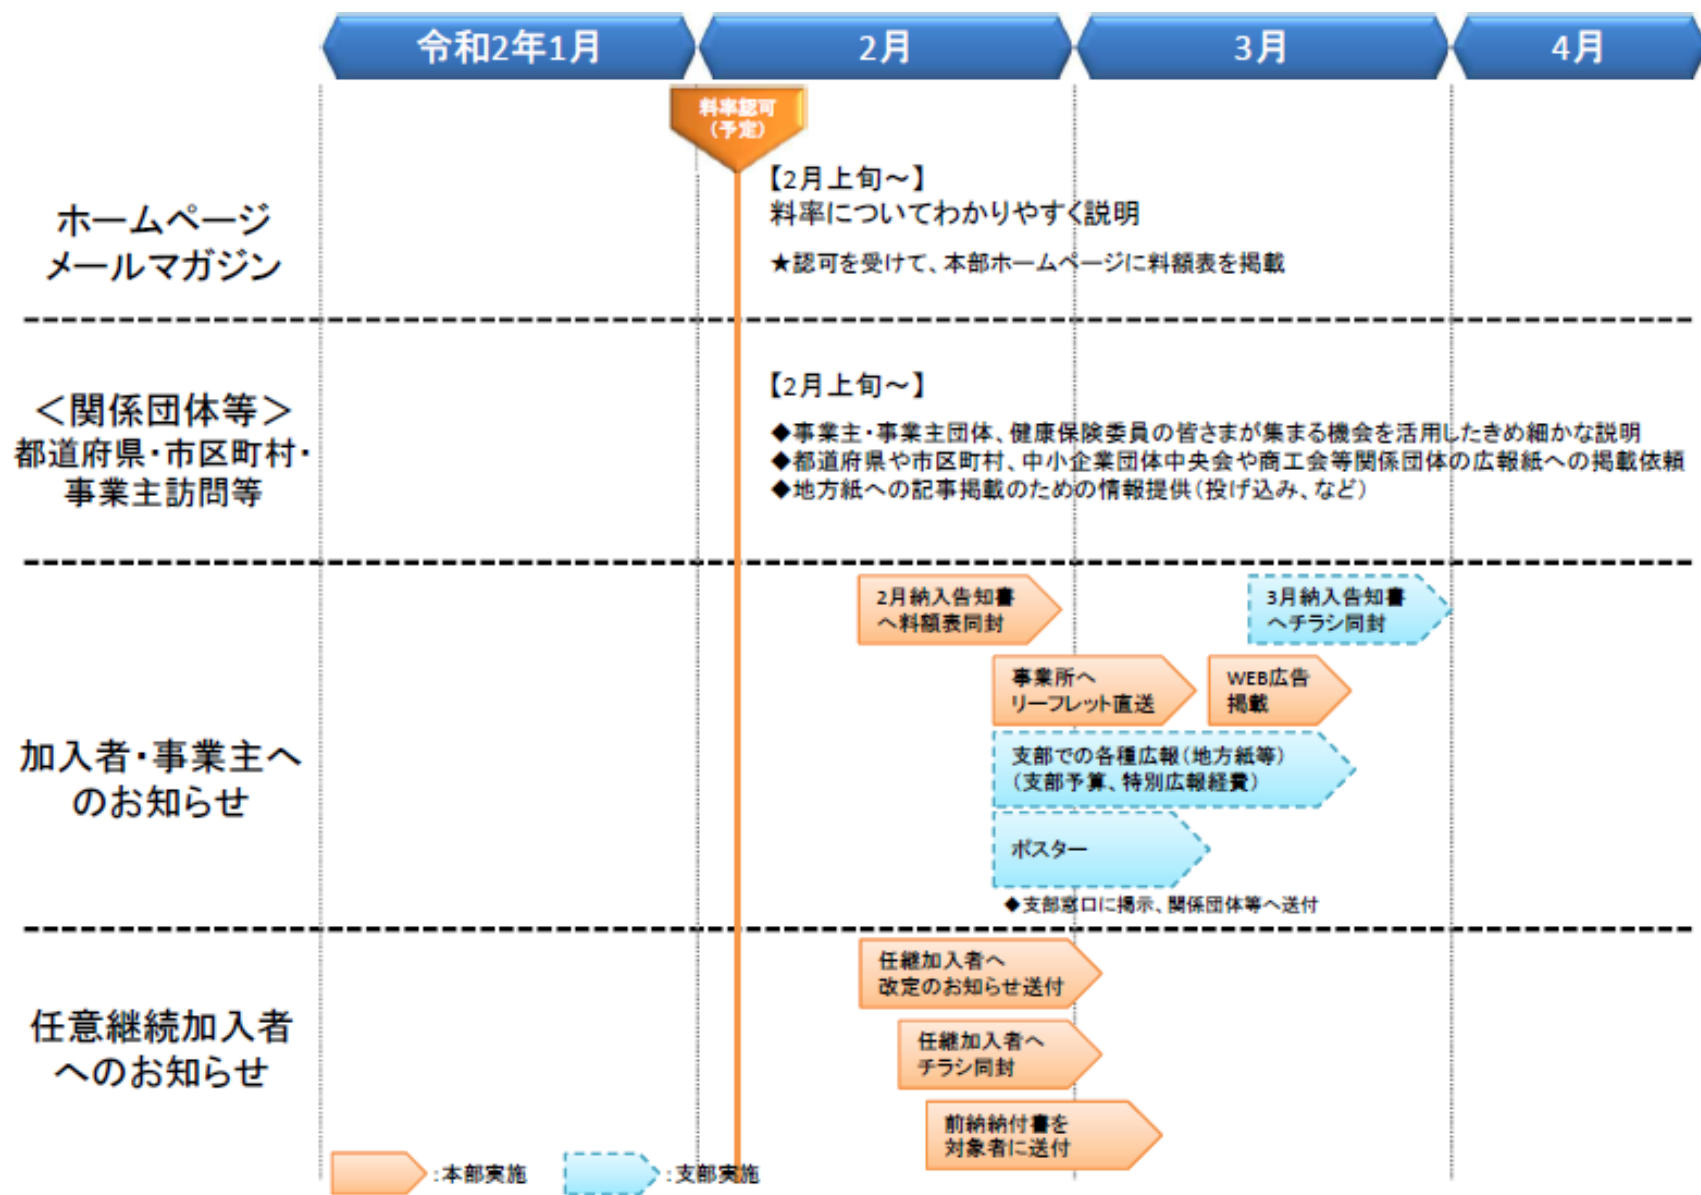 令和2年1月
2月
3月
4月
料率認可
(予定)
ホームページ
メールマガジン
【2月上旬～】
料率についてわかりやすく説明
★認可を受けて、本部ホームページに料額表を掲載
＜関係団体等＞
都道府県・市区町村・
事業主訪問等
【2月上旬～】
◆事業主・事業主団体、健康保険委員の皆さまが集まる機会を活用したきめ細かな説明
◆都道府県や市区町村、中小企業団体中央会や商工会等関係団体の広報紙への掲載依頼
◆地方紙への記事掲載のための情報提供(投げ込み、など)
加入者・事業主へ
のお知らせ
2月納入告知書
へ料額表同封
3月納入告知書
へチラシ同封
事業所へ
リーフレット直送
WEB広告
掲載
支部での各種広報(地方紙等)
(支部予算、特別広報経費)
ポスター
◆支部窓口に掲示、関係団体等へ送付
任意継続加入者
へのお知らせ
任継加入者へ
改定のお知らせ送付
任継加入者へ
チラシ同封
前納納付書を
対象者に送付
:本部実施
:支部実施